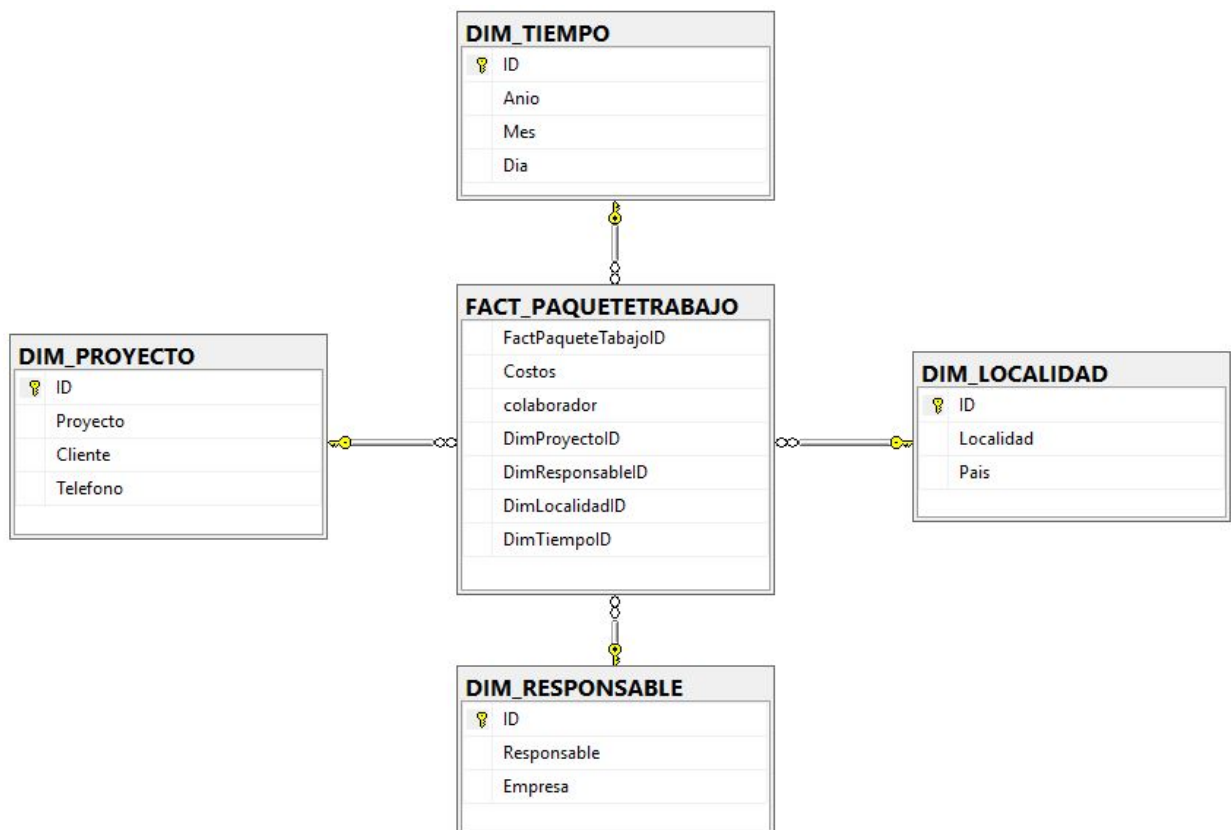 DIM_TIEMPO
ID
Anio
Mes
Dia
FACT_PAQUETETRABAJO
FactPaqueteTabajoID
Costos
colaborador
DimProyectoID
DimResponsableID
DimLocalidadID
DimTiempoID
DIM_PROYECTO
ID
Proyecto
Cliente
Telefono
DIM_LOCALIDAD
ID
Localidad
Pais
DIM_RESPONSABLE
ID
Responsable
Empresa